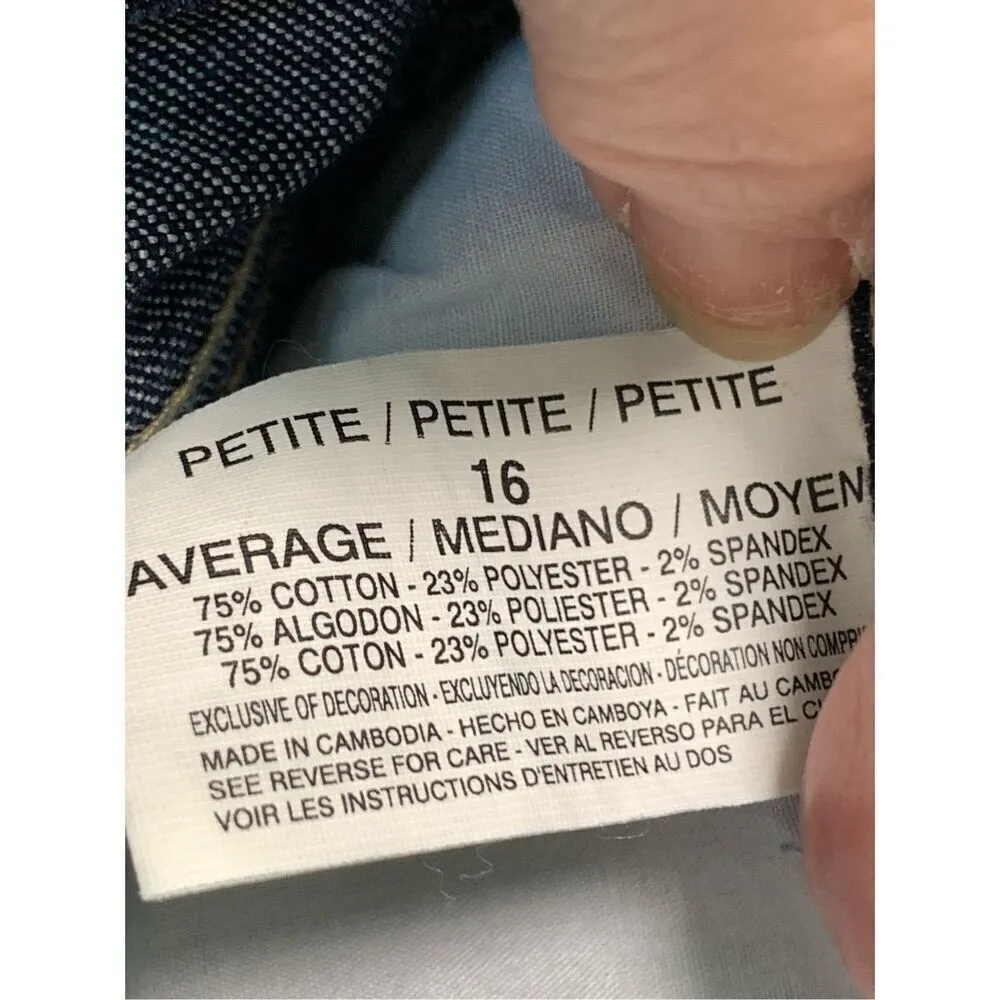 PETITE / PETITE / PETITE
16
AVERAGE / MEDIANO / MOYEN
75% COTTON - 23% POLYESTER - 2% SPANDEX
75% ALGODON - 23% POLIESTER - 2% SPANDEX
75% COTON - 23% POLYESTER - 2% SPANDEX
EXCLUSIVE OF DECORATION - EXCLUYENDO LA DECORACION - DÉCORATION NON
MADE IN CAMBODIA - HECHO EN CAMBOYA - FAIT AU
SEE REVERSE FOR CARE - VER AL REVERSO PARA EL
VOIR LES INSTRUCTIONS D'ENTRETIEN AU DOS